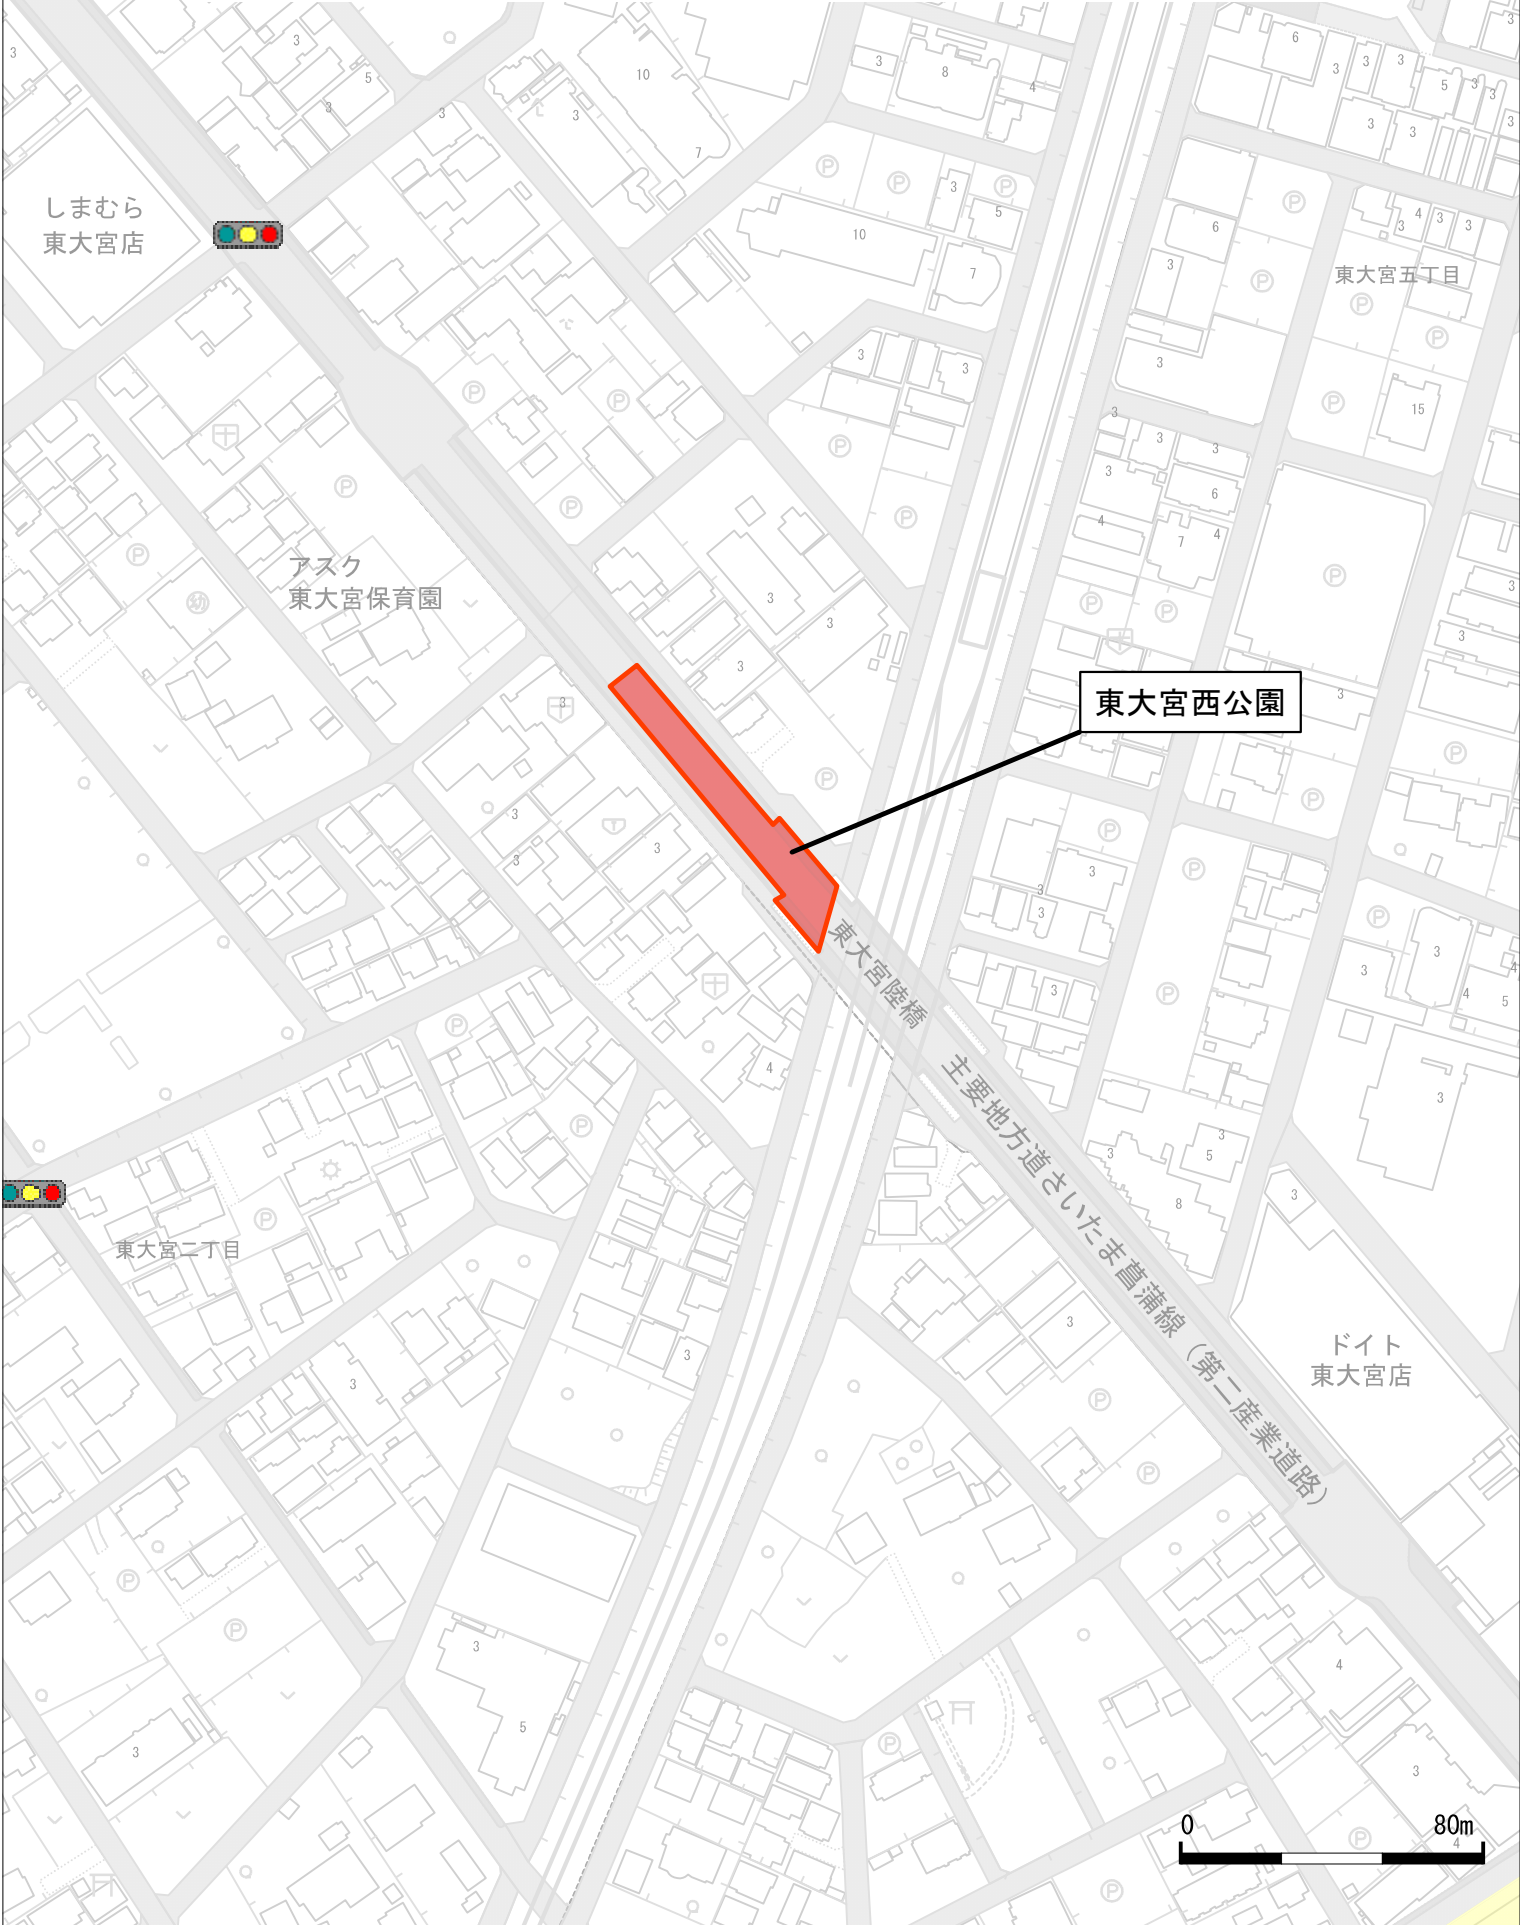 しまむら
東大宮店
東大宮五丁目
アスク
東大宮保育園
東大宮西公園
東大宮陸橋
主要地方道さいたま菖蒲線（第二産業道路）
東大宮二丁目
ドイト
東大宮店
0 80m